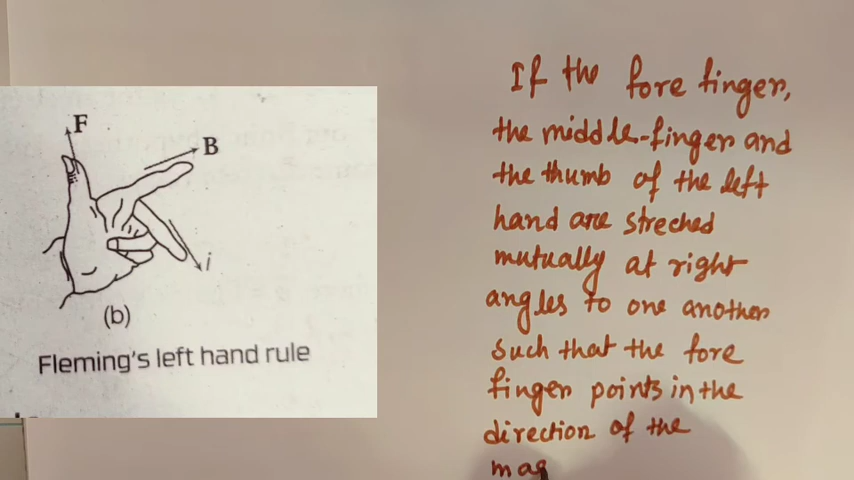 F
B
i
(b)
Fleming's left hand rule
If the fore finger,
the middle-finger and
the thumb of the left
hand are streched
mutually at right
angles to one another
such that the fore
finger points in the
direction of the
mag